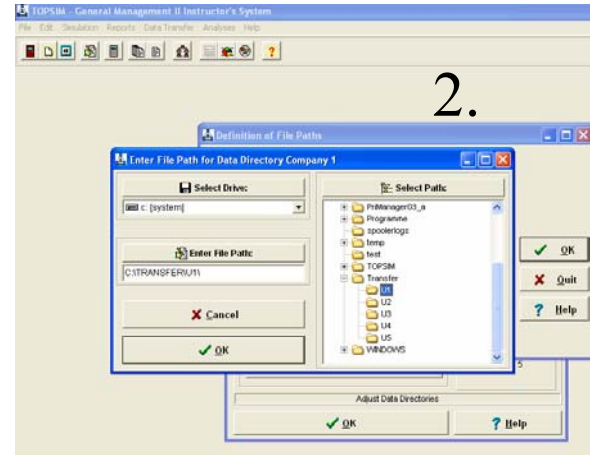 TOPSIM - General Management II Instructor's System
File Edit Simulation Reports Data Transfer Analyses Help
2.
Definition of File Paths
Enter File Path for Data Directory Company 1
Select Drive:
c: [system]
Enter File Path:
C:\TRANSFER\U1\
Cancel
OK
Select Path:
PriManager03_a
Programme
spoolerlogs
temp
test
TOPSIM
Transfer
U1
U2
U3
U4
U5
WINDOWS
OK
Quit
Help
5
Adjust Data Directories
OK
Help